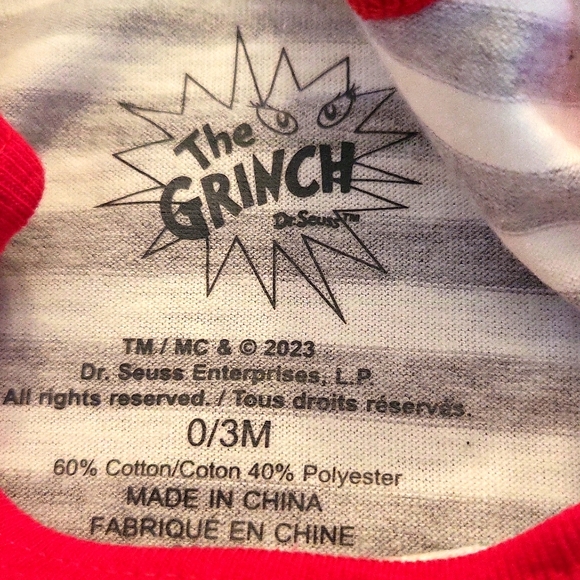 The
GRINCH
Dr. Seuss™
TM / MC & © 2023
Dr. Seuss Enterprises, L.P.
All rights reserved. / Tous droits réservés.
0/3M
60% Cotton/Coton 40% Polyester
MADE IN CHINA
FABRIQUÉ EN CHINE